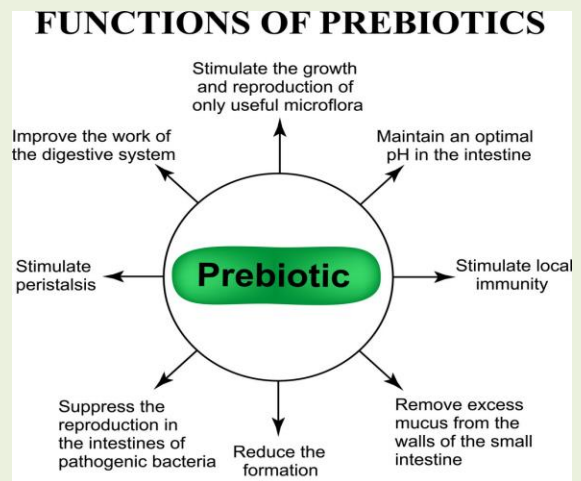 FUNCTIONS OF PREBIOTICS
Stimulate the growth
and reproduction of
only useful microflora
Improve the work of
the digestive system
Maintain an optimal
pH in the intestine
Stimulate
peristalsis
Prebiotic
Stimulate local
immunity
Suppress the
reproduction in
the intestines of
pathogenic bacteria
Reduce the
formation
Remove excess
mucus from the
walls of the small
intestine